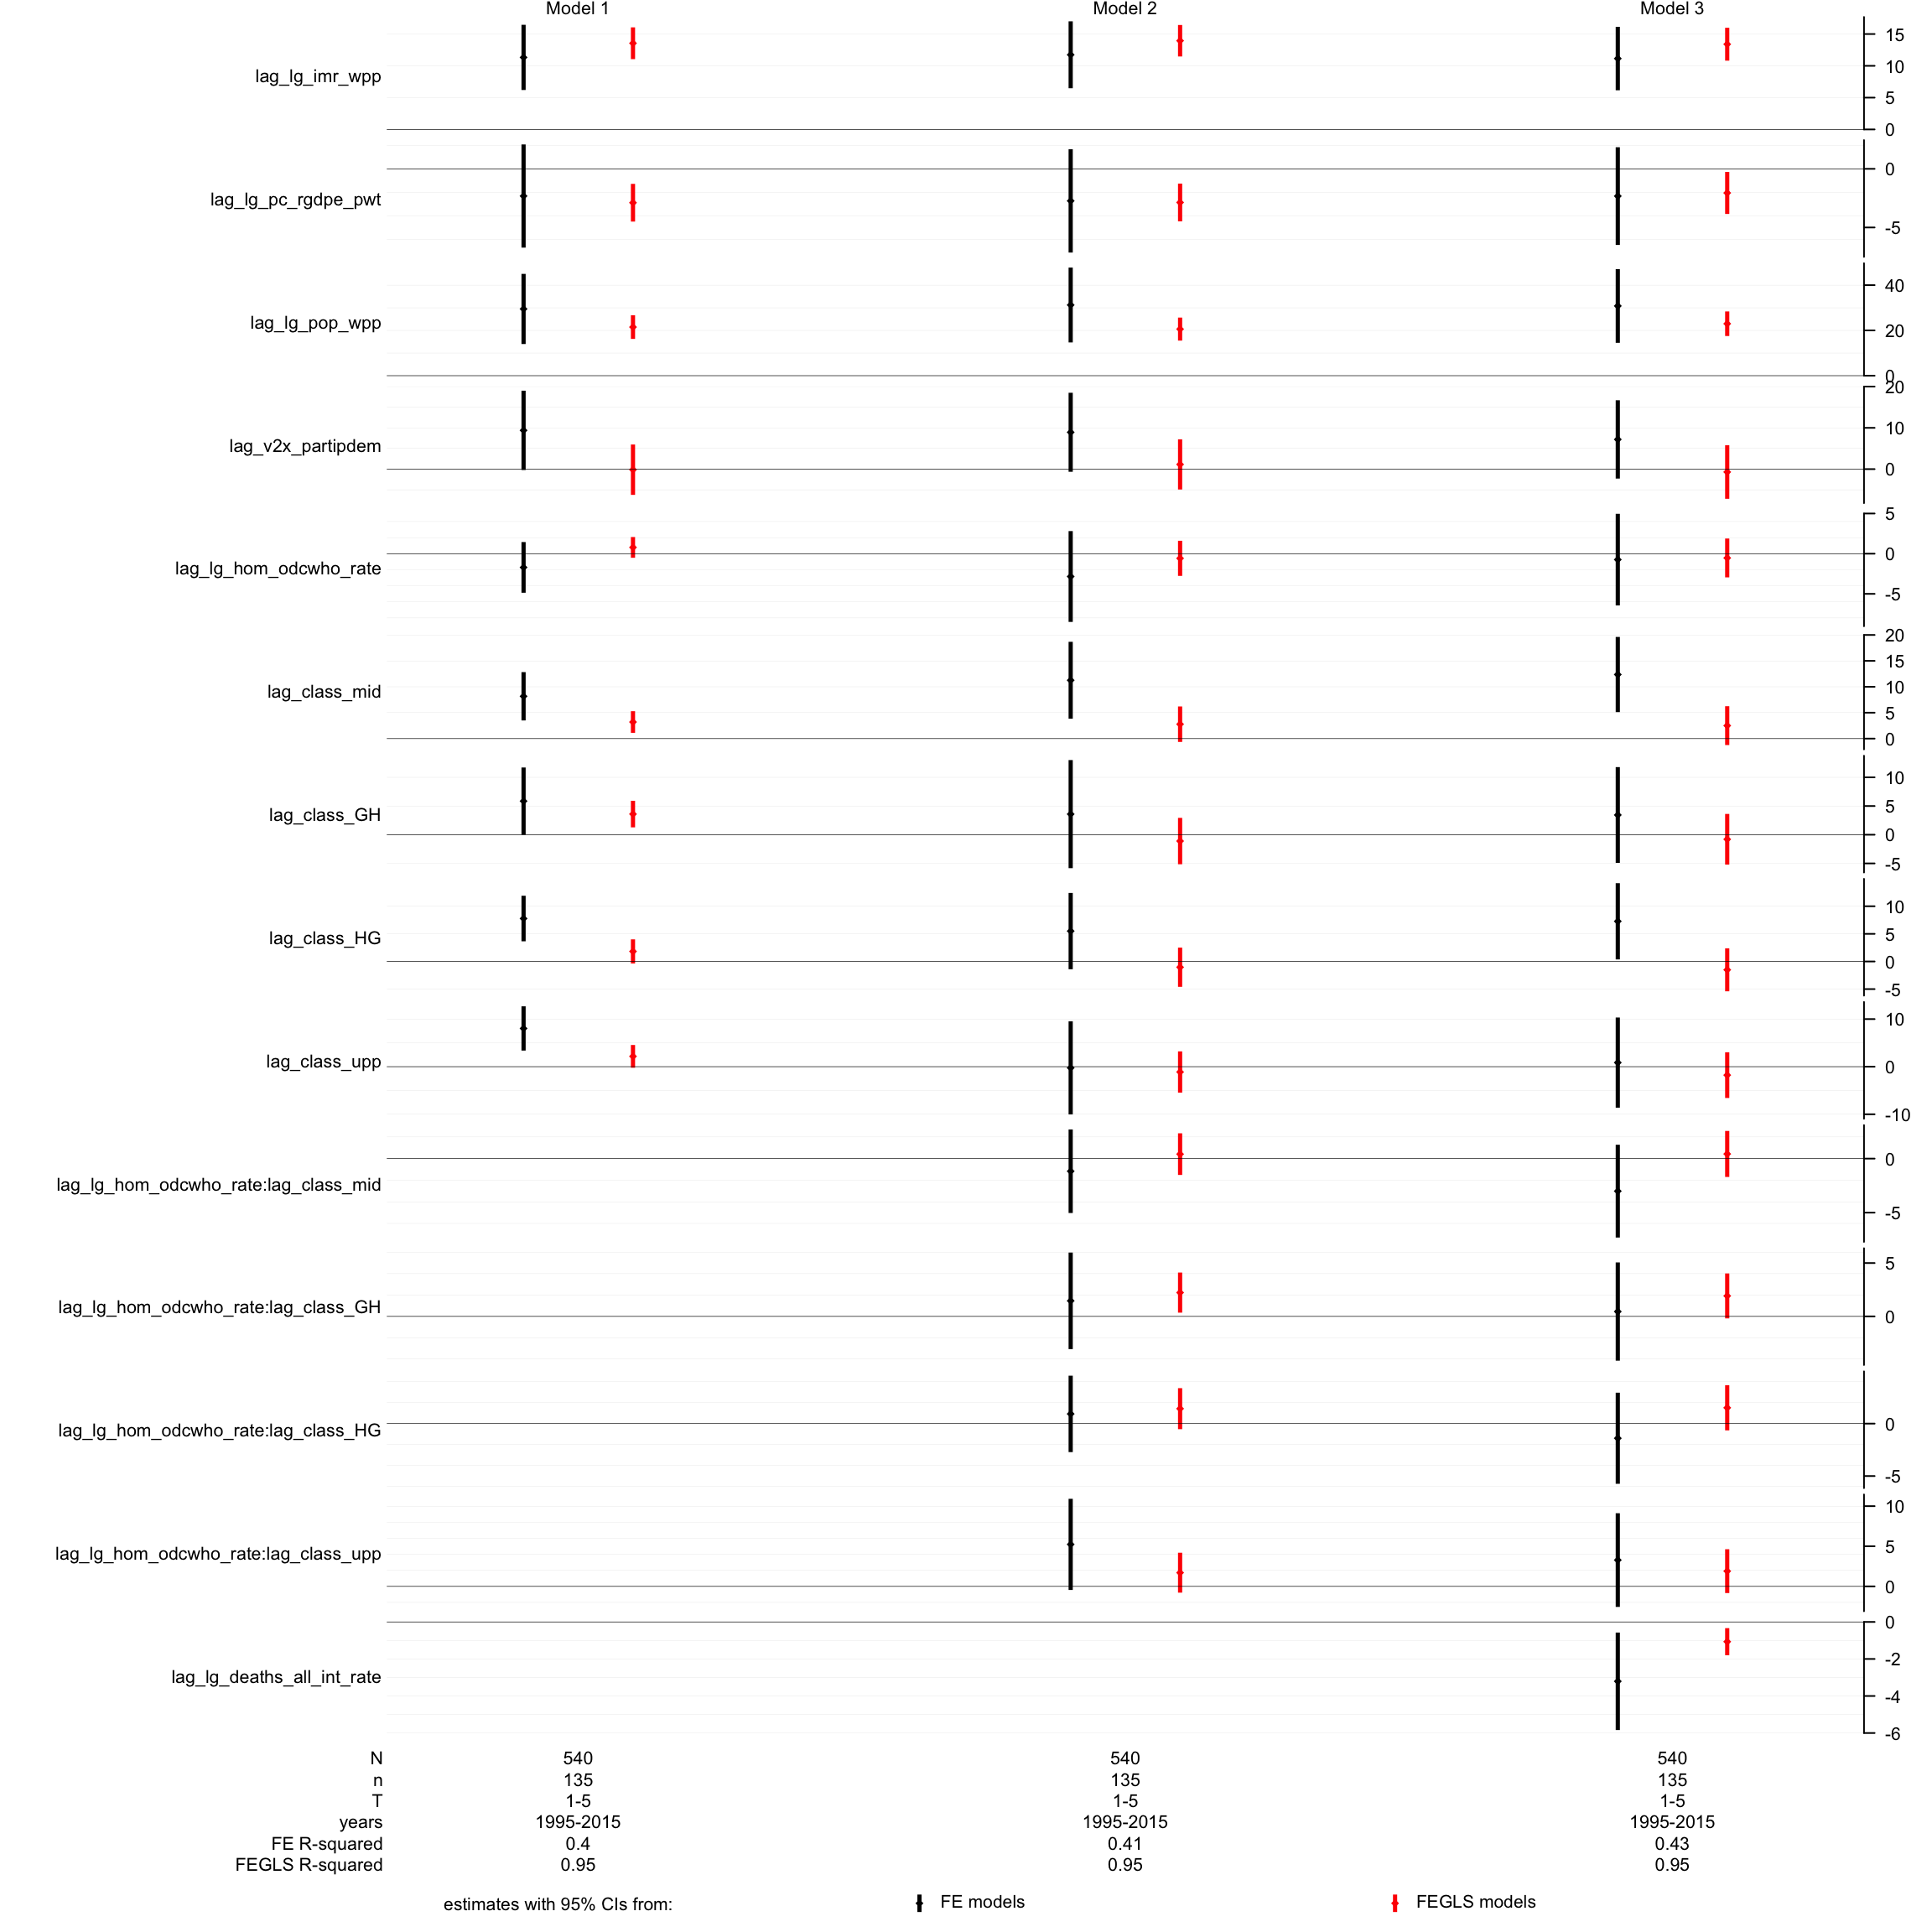 Model 1 Model 2 Model 3
15
lag_lg_imr_wpp
10
5
0
0
lag_lg_pc_rgdpe_pwt
-5
40
lag_lg_pop_wpp
20
0
20
lag_v2x_partipdem
10
0
5
0
lag_lg_hom_odcwho_rate
-5
20
15
lag_class_mid
10
5
0
10
lag_class_GH
5
0
-5
10
lag_class_HG
5
0
-5
10
lag_class_upp
0
-10
0
lag_lg_hom_odcwho_rate:lag_class_mid
-5
5
lag_lg_hom_odcwho_rate:lag_class_GH
0
0
lag_lg_hom_odcwho_rate:lag_class_HG
-5
10
lag_lg_hom_odcwho_rate:lag_class_upp
5
0
0
-2
lag_lg_deaths_all_int_rate
-4
-6
N 540 540 540
n 135 135 135
T 1-5 1-5 1-5
years 1995-2015 1995-2015 1995-2015
FE R-squared 0.4 0.41 0.43
FEGLS R-squared 0.95 0.95 0.95
estimates with 95% CIs from: FE models FEGLS models